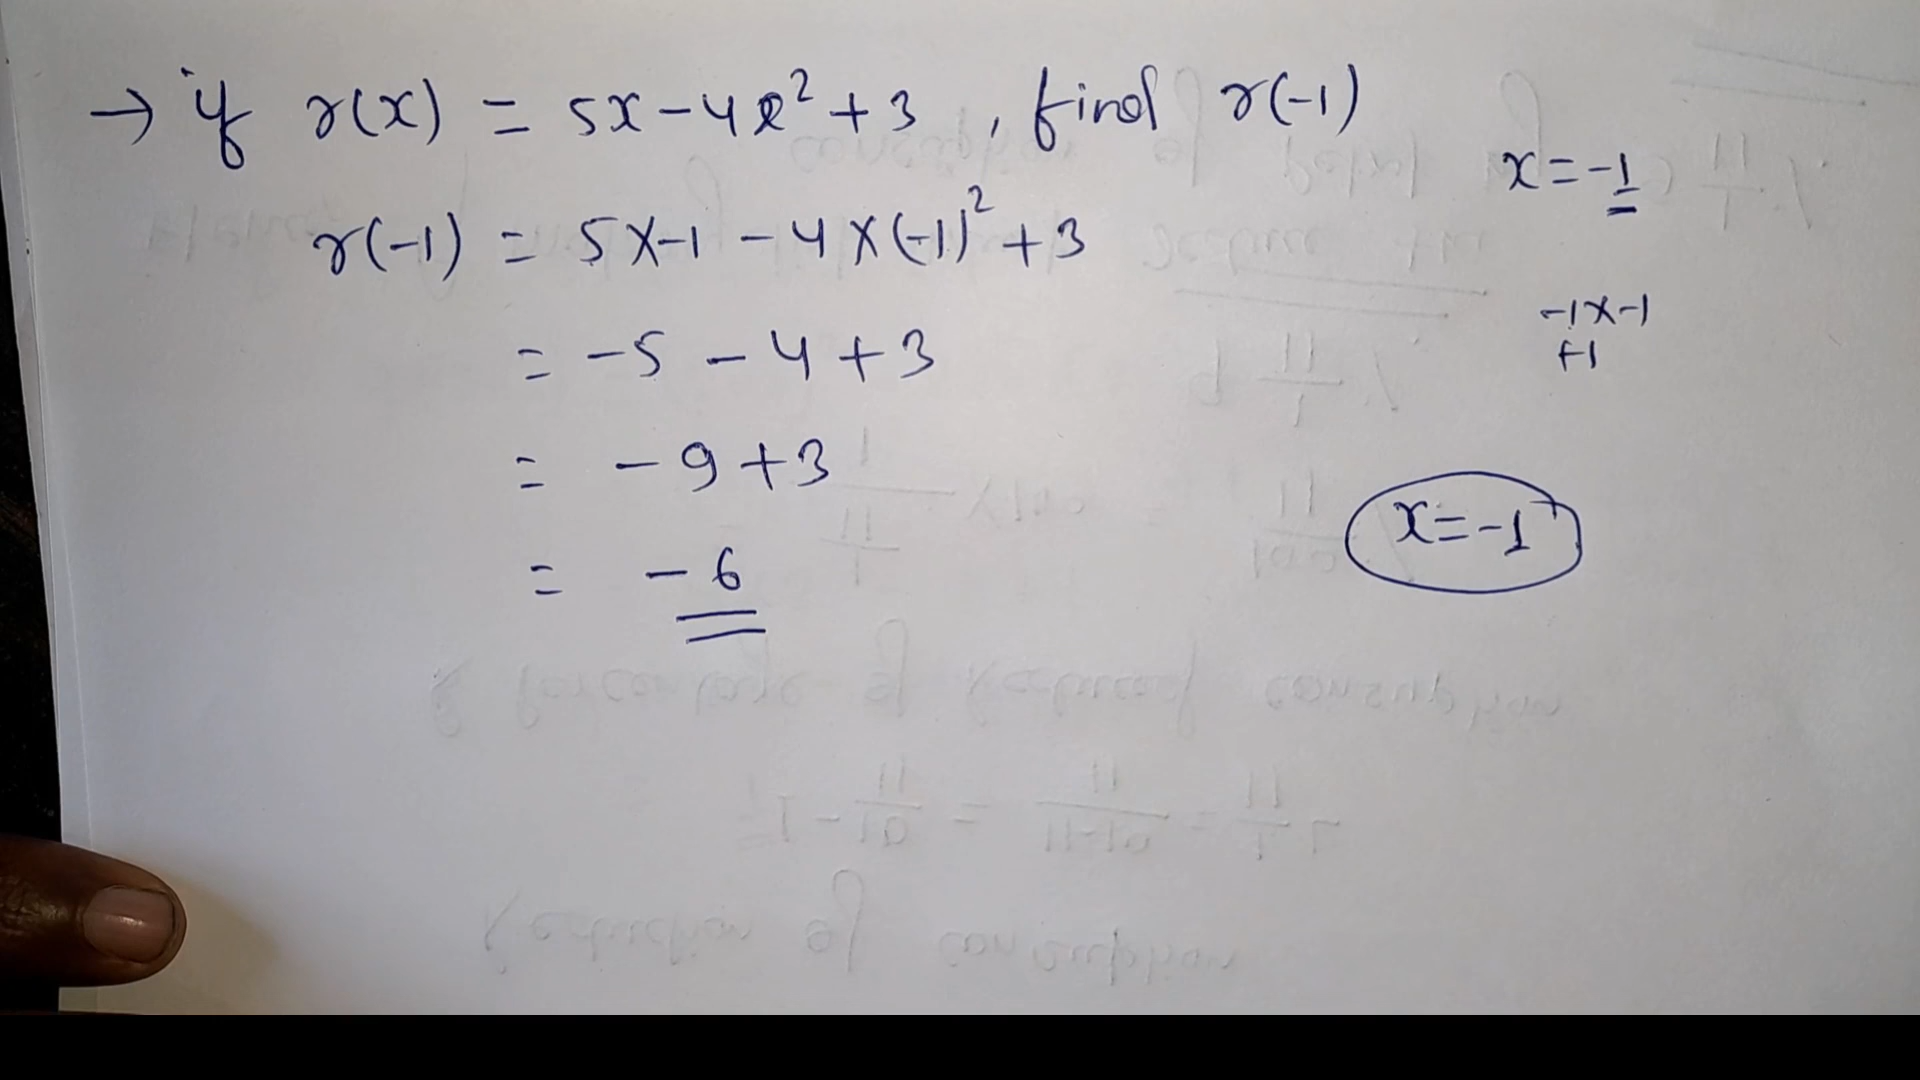 → if r(x) = 5x - 4x² + 3 , find r(-1)
x = -1
r(-1) = 5 x -1 - 4 x (-1)² + 3
-1 x -1
+1
= -5 - 4 + 3
= -9 + 3
x = -1
= -6